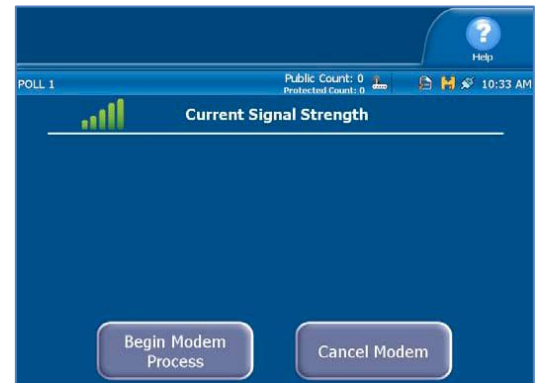 Help
POLL 1 Public Count: 0 10:33 AM
Protected Count: 0
Current Signal Strength
Begin Modem
Process
Cancel Modem